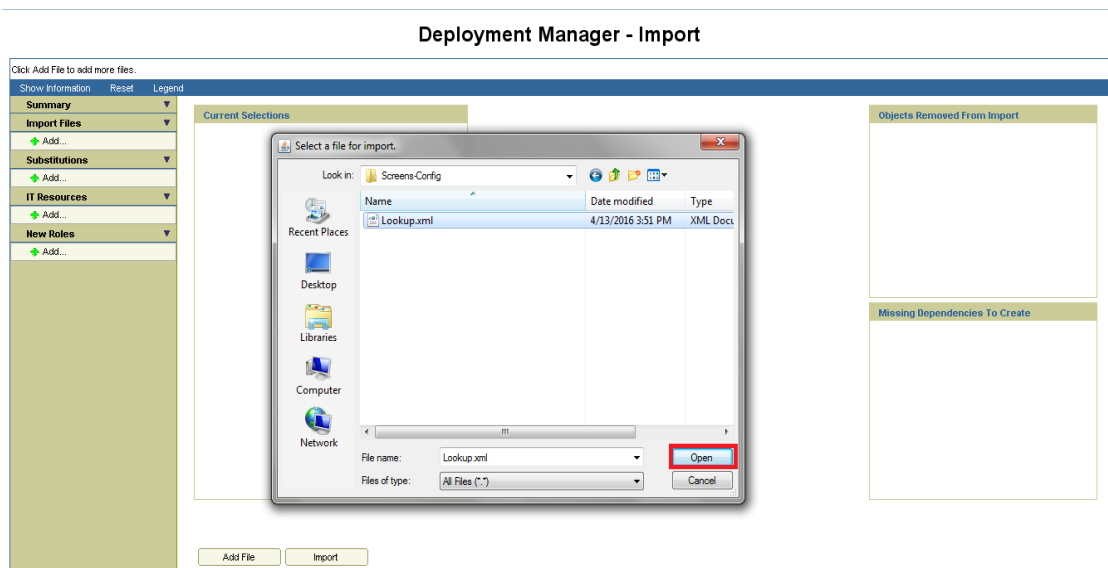 Deployment Manager - Import
Click Add File to add more files.
Show Information Reset Legend
Summary
Import Files
Add...
Substitutions
Add...
IT Resources
Add...
New Roles
Add...
Current Selections
Select a file for import.
Look in: Screens-Config
Name Date modified Type
Lookup.xml 4/13/2016 3:51 PM XML Docu
Recent Places
Desktop
Libraries
Computer
Network
File name: Lookup.xml Open
Files of type: All Files (*.*) Cancel
Objects Removed From Import
Missing Dependencies To Create
Add File Import